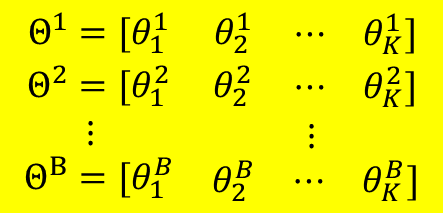 Θ¹ = [θ₁¹ θ₂¹ ⋯ θ_K¹]
Θ² = [θ₁² θ₂² ⋯ θ_K²]
⋮ ⋮
Θᴮ = [θ₁ᴮ θ₂ᴮ ⋯ θ_Kᴮ]